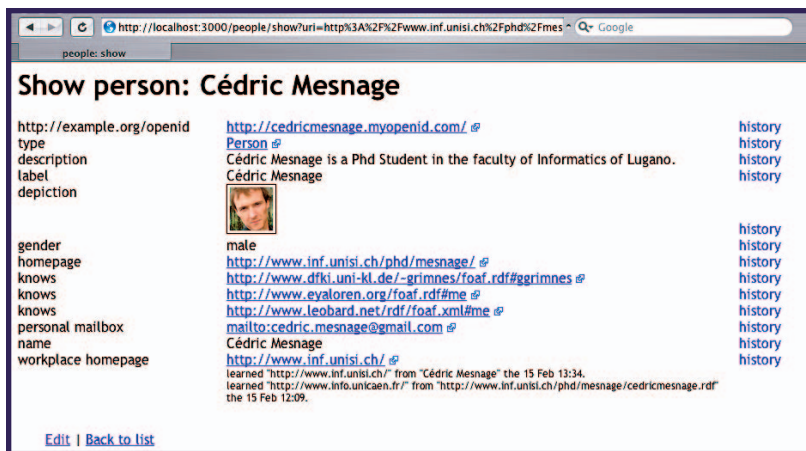 http://localhost:3000/people/show?uri=http%3A%2F%2Fwww.inf.unisi.ch%2Fphd%2Fmes Google
people: show
Show person: Cédric Mesnage
http://example.org/openid http://cedricmesnage.myopenid.com/ history
type Person history
description Cédric Mesnage is a Phd Student in the faculty of Informatics of Lugano. history
label Cédric Mesnage history
depiction
history
gender male history
homepage http://www.inf.unisi.ch/phd/mesnage/ history
knows http://www.dfki.uni-kl.de/~grimnes/foaf.rdf#ggrimnes history
knows http://www.eyaloren.org/foaf.rdf#me history
knows http://www.leobard.net/rdf/foaf.xml#me history
personal mailbox mailto:cedric.mesnage@gmail.com history
name Cédric Mesnage history
workplace homepage http://www.inf.unisi.ch/ history
learned "http://www.inf.unisi.ch/" from "Cédric Mesnage" the 15 Feb 13:34.
learned "http://www.info.unicaen.fr/" from "http://www.inf.unisi.ch/phd/mesnage/cedricmesnage.rdf"
the 15 Feb 12:09.
Edit | Back to list